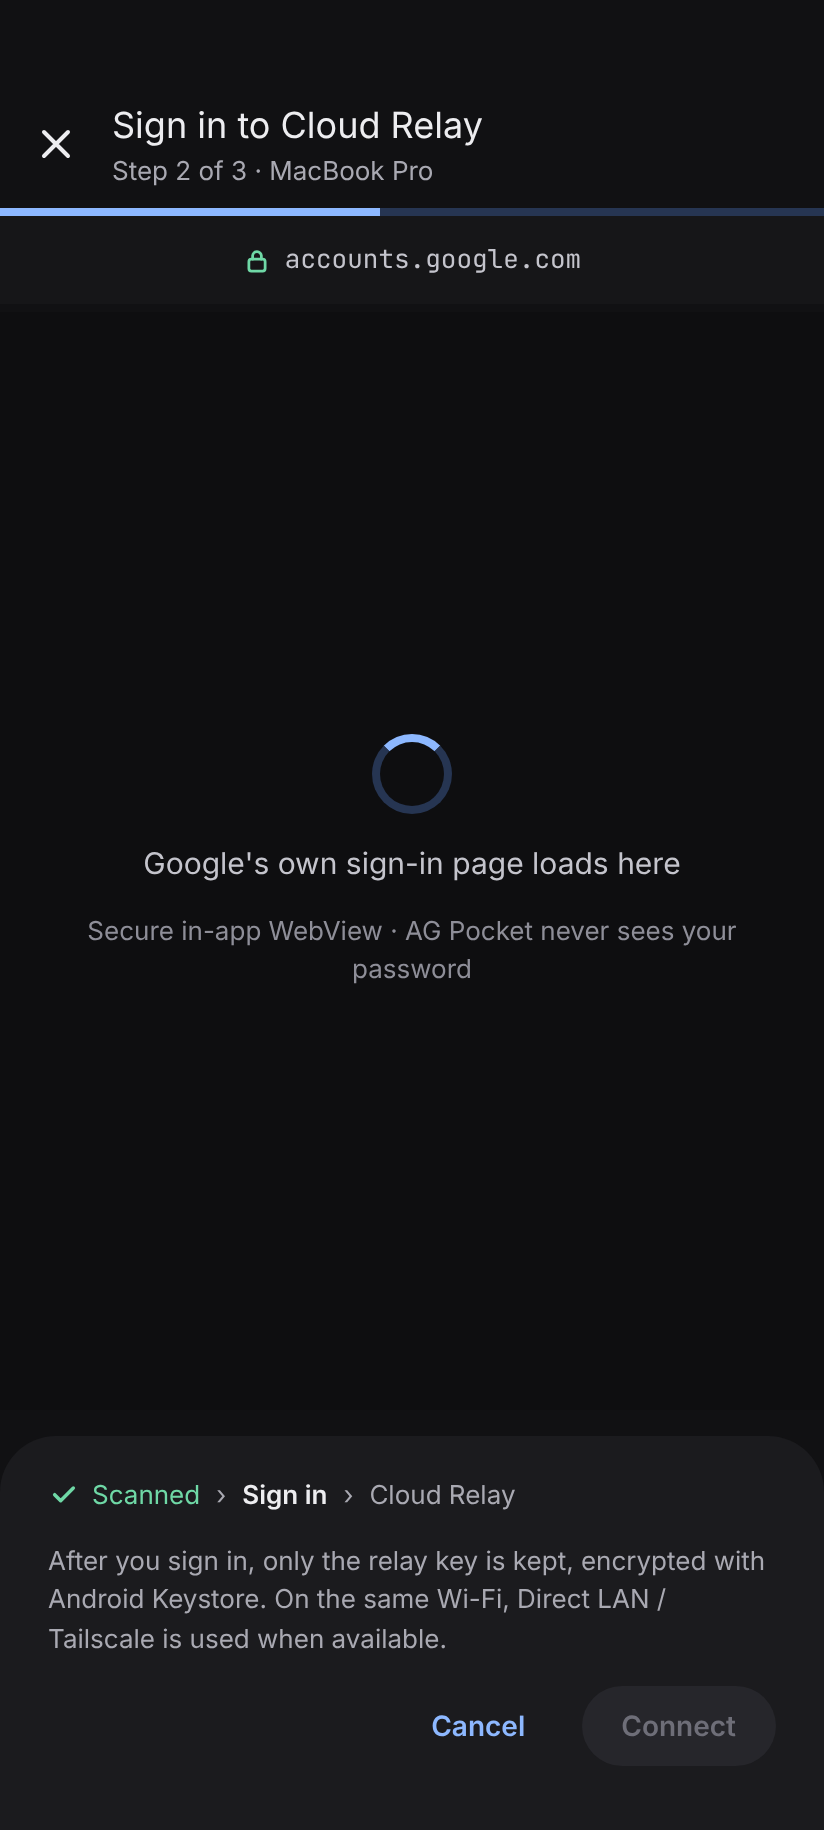 Sign in to Cloud Relay
Step 2 of 3 · MacBook Pro
accounts.google.com
Google's own sign-in page loads here
Secure in-app WebView · AG Pocket never sees your
password
Scanned › Sign in › Cloud Relay
After you sign in, only the relay key is kept, encrypted with
Android Keystore. On the same Wi-Fi, Direct LAN /
Tailscale is used when available.
Cancel Connect